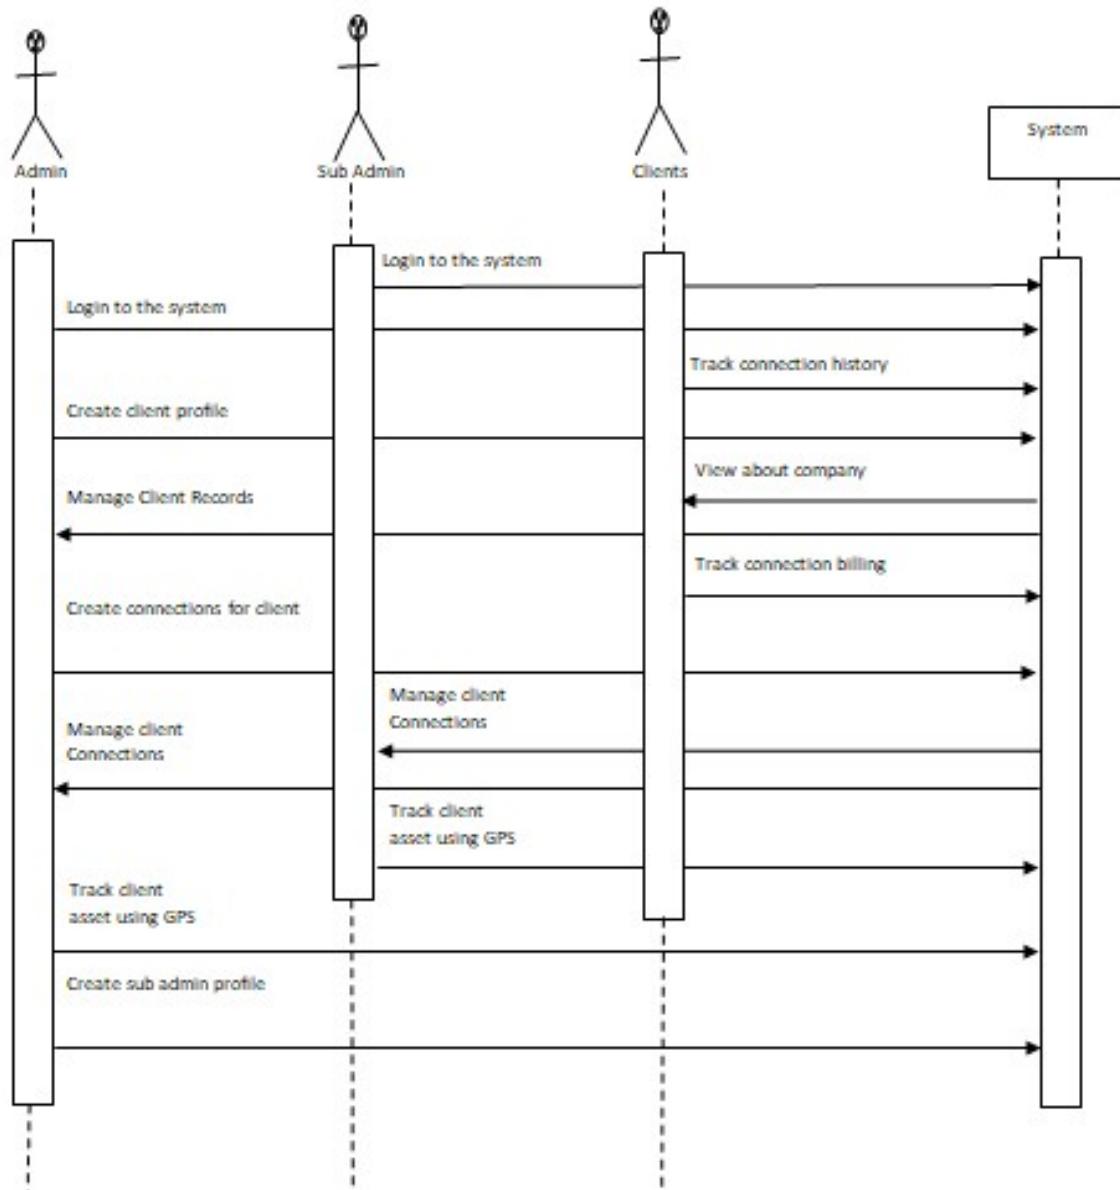 System
Admin
Sub Admin
Clients
Login to the system
Login to the system
Track connection history
Create client profile
View about company
Manage Client Records
Track connection billing
Create connections for client
Manage client
Connections
Manage client
Connections
Track client
asset using GPS
Track client
asset using GPS
Create sub admin profile